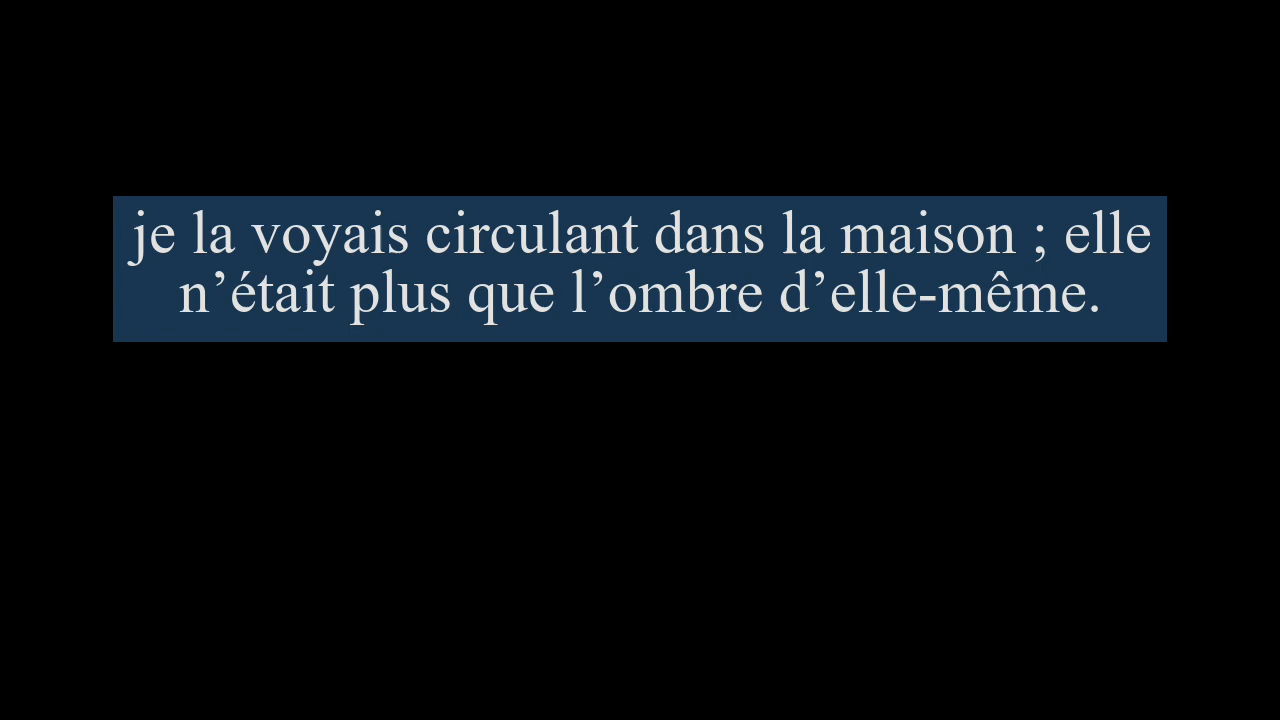 je la voyais circulant dans la maison ; elle
n’était plus que l’ombre d’elle-même.